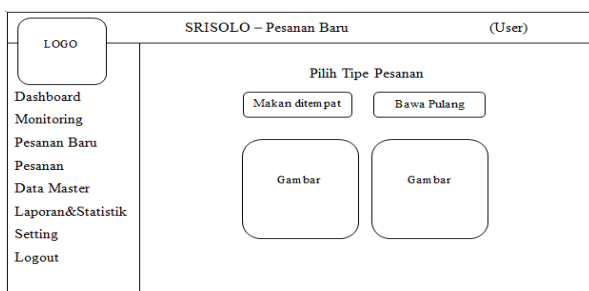 LOGO
SRISOLO – Pesanan Baru
(User)
Dashboard
Monitoring
Pesanan Baru
Pesanan
Data Master
Laporan&Statistik
Setting
Logout
Pilih Tipe Pesanan
Makan ditempat
Bawa Pulang
Gambar
Gambar